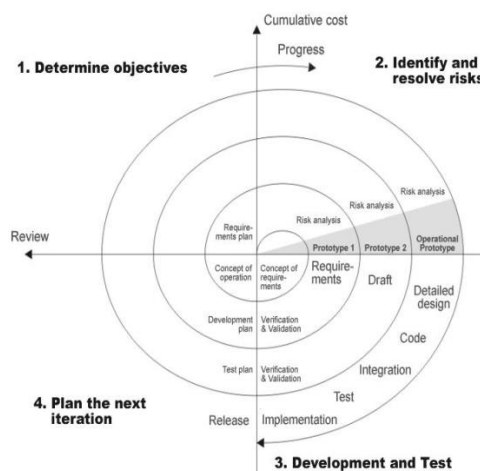 Cumulative cost
Progress
1. Determine objectives
2. Identify and
resolve risks
Risk analysis
Risk analysis
Risk analysis
Requirements
plan
Review
Prototype 1
Prototype 2
Operational
Prototype
Concept of
operation
Concept of
require-
ments
Require-
ments
Draft
Detailed
design
Development
plan
Verification
& Validation
Code
Integration
Test plan
Verification
& Validation
Test
4. Plan the next
iteration
Release
Implementation
3. Development and Test